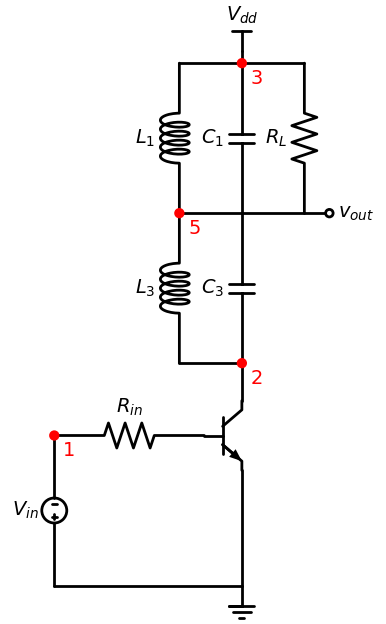 V_dd
3
L_1 C_1 R_L
5 v_out
L_3 C_3
2
R_in
1
V_in